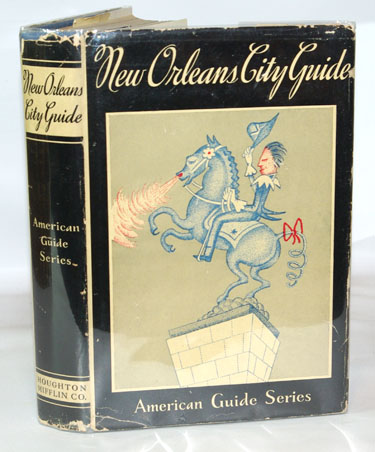 New Orleans
City Guide
American
Guide
Series
HOUGHTON
MIFFLIN CO.
New Orleans City Guide
American Guide Series